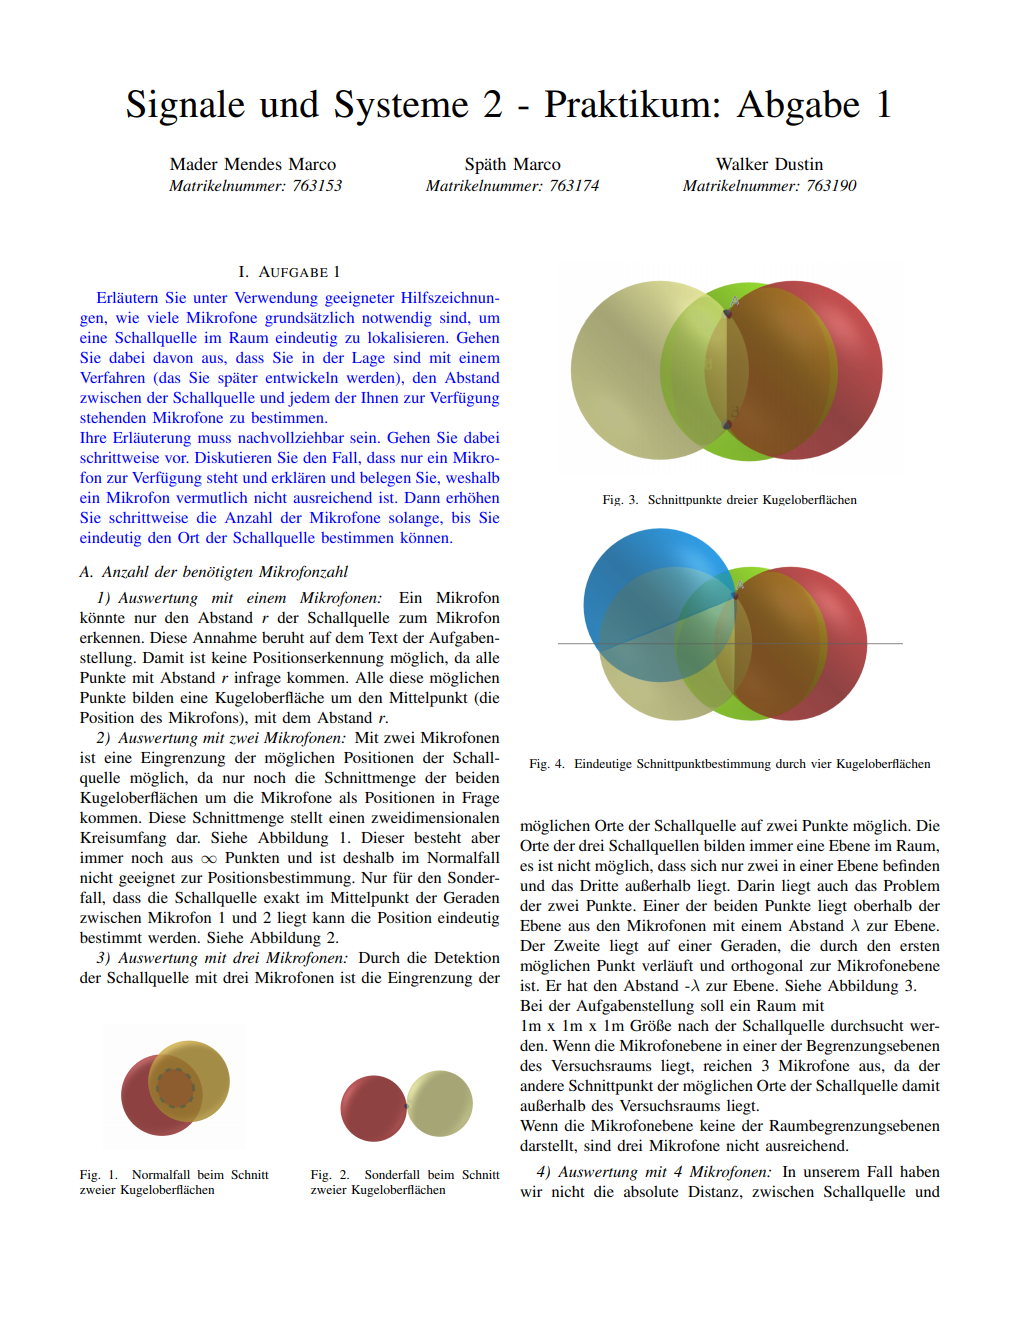 Signale und Systeme 2 - Praktikum: Abgabe 1
Mader Mendes Marco
Matrikelnummer: 763153
Späth Marco
Matrikelnummer: 763174
Walker Dustin
Matrikelnummer: 763190
I. Aufgabe 1
Erläutern Sie unter Verwendung geeigneter Hilfszeichnun-
gen, wie viele Mikrofone grundsätzlich notwendig sind, um
eine Schallquelle im Raum eindeutig zu lokalisieren. Gehen
Sie dabei davon aus, dass Sie in der Lage sind mit einem
Verfahren (das Sie später entwickeln werden), den Abstand
zwischen der Schallquelle und jedem der Ihnen zur Verfügung
stehenden Mikrofone zu bestimmen.
Ihre Erläuterung muss nachvollziehbar sein. Gehen Sie dabei
schrittweise vor. Diskutieren Sie den Fall, dass nur ein Mikro-
fon zur Verfügung steht und erklären und belegen Sie, weshalb
ein Mikrofon vermutlich nicht ausreichend ist. Dann erhöhen
Sie schrittweise die Anzahl der Mikrofone solange, bis Sie
eindeutig den Ort der Schallquelle bestimmen können.
A. Anzahl der benötigten Mikrofonzahl
1) Auswertung mit einem Mikrofonen: Ein Mikrofon
könnte nur den Abstand r der Schallquelle zum Mikrofon
erkennen. Diese Annahme beruht auf dem Text der Aufgaben-
stellung. Damit ist keine Positionserkennung möglich, da alle
Punkte mit Abstand r infrage kommen. Alle diese möglichen
Punkte bilden eine Kugeloberfläche um den Mittelpunkt (die
Position des Mikrofons), mit dem Abstand r.
2) Auswertung mit zwei Mikrofonen: Mit zwei Mikrofonen
ist eine Eingrenzung der möglichen Positionen der Schall-
quelle möglich, da nur noch die Schnittmenge der beiden
Kugeloberflächen um die Mikrofone als Positionen in Frage
kommen. Diese Schnittmenge stellt einen zweidimensionalen
Kreisumfang dar. Siehe Abbildung 1. Dieser besteht aber
immer noch aus ∞ Punkten und ist deshalb im Normalfall
nicht geeignet zur Positionsbestimmung. Nur für den Sonder-
fall, dass die Schallquelle exakt im Mittelpunkt der Geraden
zwischen Mikrofon 1 und 2 liegt kann die Position eindeutig
bestimmt werden. Siehe Abbildung 2.
3) Auswertung mit drei Mikrofonen: Durch die Detektion
der Schallquelle mit drei Mikrofonen ist die Eingrenzung der
Fig. 1. Normalfall beim Schnitt
zweier Kugeloberflächen
Fig. 2. Sonderfall beim Schnitt
zweier Kugeloberflächen
Fig. 3. Schnittpunkte dreier Kugeloberflächen
Fig. 4. Eindeutige Schnittpunktbestimmung durch vier Kugeloberflächen
möglichen Orte der Schallquelle auf zwei Punkte möglich. Die
Orte der drei Schallquellen bilden immer eine Ebene im Raum,
es ist nicht möglich, dass sich nur zwei in einer Ebene befinden
und das Dritte außerhalb liegt. Darin liegt auch das Problem
der zwei Punkte. Einer der beiden Punkte liegt oberhalb der
Ebene aus den Mikrofonen mit einem Abstand λ zur Ebene.
Der Zweite liegt auf einer Geraden, die durch den ersten
möglichen Punkt verläuft und orthogonal zur Mikrofonebene
ist. Er hat den Abstand -λ zur Ebene. Siehe Abbildung 3.
Bei der Aufgabenstellung soll ein Raum mit
1m x 1m x 1m Größe nach der Schallquelle durchsucht wer-
den. Wenn die Mikrofonebene in einer der Begrenzungsebenen
des Versuchsraums liegt, reichen 3 Mikrofone aus, da der
andere Schnittpunkt der möglichen Orte der Schallquelle damit
außerhalb des Versuchsraums liegt.
Wenn die Mikrofonebene keine der Raumbegrenzungsebenen
darstellt, sind drei Mikrofone nicht ausreichend.
4) Auswertung mit 4 Mikrofonen: In unserem Fall haben
wir nicht die absolute Distanz, zwischen Schallquelle und